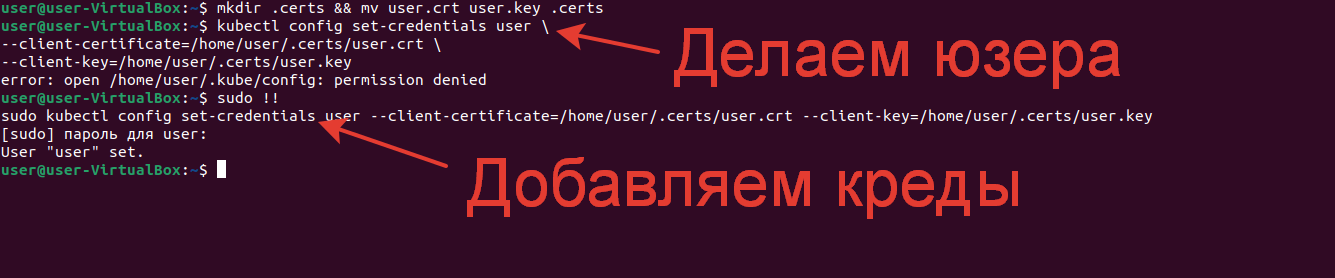 user@user-VirtualBox:~$ mkdir .certs && mv user.crt user.key .certs
user@user-VirtualBox:~$ kubectl config set-credentials user \
--client-certificate=/home/user/.certs/user.crt \
--client-key=/home/user/.certs/user.key
error: open /home/user/.kube/config: permission denied
Делаем юзера
user@user-VirtualBox:~$ sudo !!
sudo kubectl config set-credentials user --client-certificate=/home/user/.certs/user.crt --client-key=/home/user/.certs/user.key
[sudo] пароль для user:
User "user" set.
user@user-VirtualBox:~$
Добавляем креды